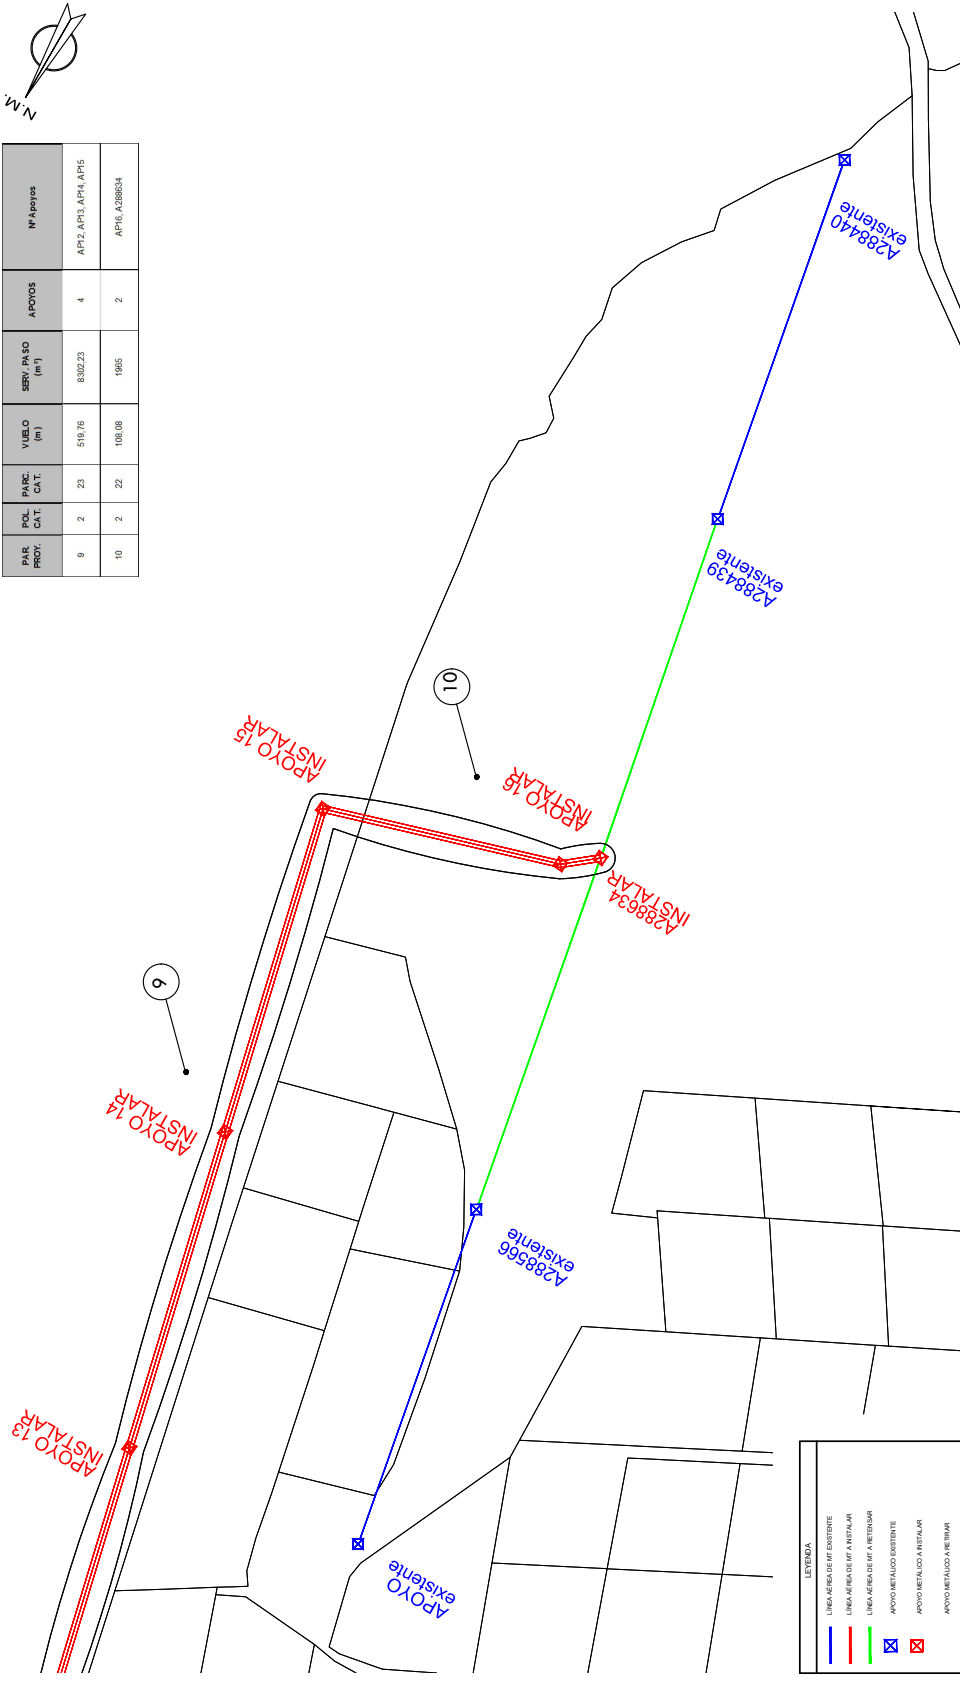 N.M.
PAR. PROY. POL. CAT. PARC. CAT. VUELO (m) SERV. PASO (m²) APOYOS Nª Apoyos
9 2 23 519,76 8302,23 4 AP12, AP13, AP14, AP15
10 2 22 108,08 1965 2 AP16, A288634
A288440
existente
A288439
existente
10
APOYO 15
INSTALAR
APOYO 16
INSTALAR
A288634
INSTALAR
9
APOYO 14
INSTALAR
A288566
existente
APOYO 13
INSTALAR
APOYO
existente
LEYENDA
LÍNEA AÉREA DE MT EXISTENTE
LÍNEA AÉREA DE MT A INSTALAR
LÍNEA AÉREA DE MT A RETENSAR
APOYO METÁLICO EXISTENTE
APOYO METÁLICO A INSTALAR
APOYO METÁLICO A RETIRAR